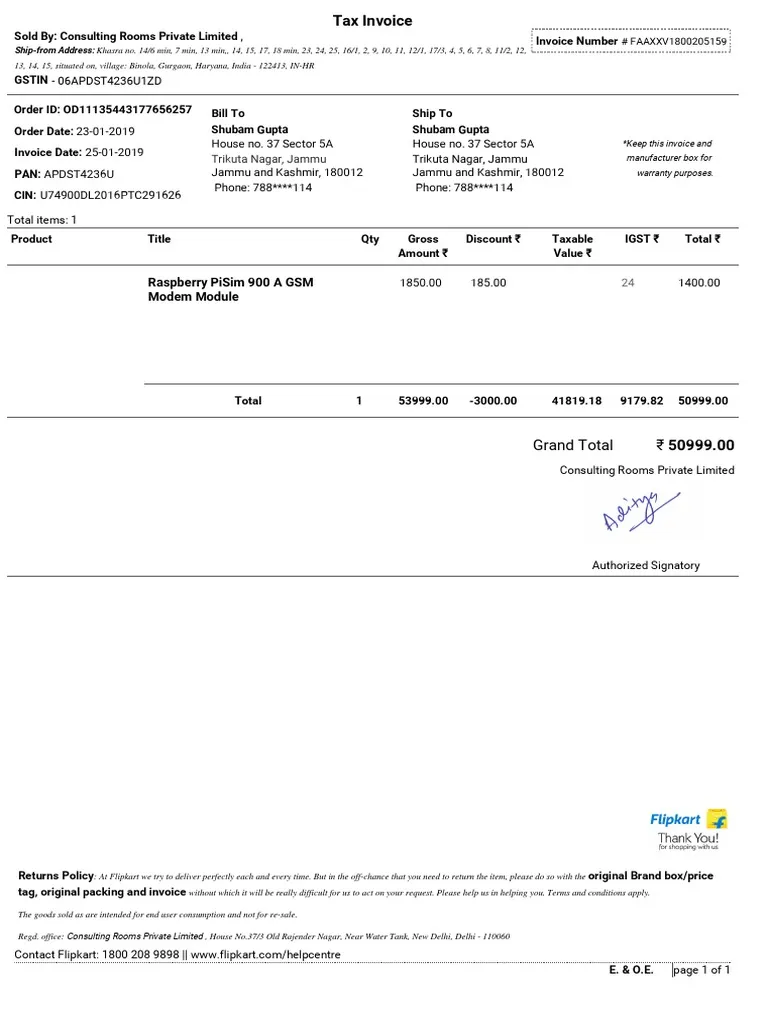 Tax Invoice
Sold By: Consulting Rooms Private Limited ,
Invoice Number # FAAXXV1800205159
Ship-from Address: Khasra no. 14/6 min, 7 min, 13 min,, 14, 15, 17, 18 min, 23, 24, 25, 16/1, 2, 9, 10, 11, 12/1, 17/3, 4, 5, 6, 7, 8, 11/2, 12,
13, 14, 15, situated on, village: Binola, Gurgaon, Haryana, India - 122413, IN-HR
GSTIN - 06APDST4236U1ZD
Order ID: OD11135443177656257
Order Date: 23-01-2019
Invoice Date: 25-01-2019
PAN: APDST4236U
CIN: U74900DL2016PTC291626
Bill To
Shubam Gupta
House no. 37 Sector 5A
Trikuta Nagar, Jammu
Jammu and Kashmir, 180012
Phone: 788****114
Ship To
Shubam Gupta
House no. 37 Sector 5A
Trikuta Nagar, Jammu
Jammu and Kashmir, 180012
Phone: 788****114
*Keep this invoice and
manufacturer box for
warranty purposes.
Total items: 1
Product Title Qty Gross Amount ₹ Discount ₹ Taxable Value ₹ IGST ₹ Total ₹
Raspberry PiSim 900 A GSM 1850.00 185.00 24 1400.00
Modem Module
Total 1 53999.00 -3000.00 41819.18 9179.82 50999.00
Grand Total ₹ 50999.00
Consulting Rooms Private Limited
Aditya
Authorized Signatory
Flipkart
Thank You!
for shopping with us
Returns Policy: At Flipkart we try to deliver perfectly each and every time. But in the off-chance that you need to return the item, please do so with the original Brand box/price
tag, original packing and invoice without which it will be really difficult for us to act on your request. Please help us in helping you. Terms and conditions apply.
The goods sold as are intended for end user consumption and not for re-sale.
Regd. office: Consulting Rooms Private Limited , House No.37/3 Old Rajender Nagar, Near Water Tank, New Delhi, Delhi - 110060
Contact Flipkart: 1800 208 9898 || www.flipkart.com/helpcentre
E. & O.E. page 1 of 1